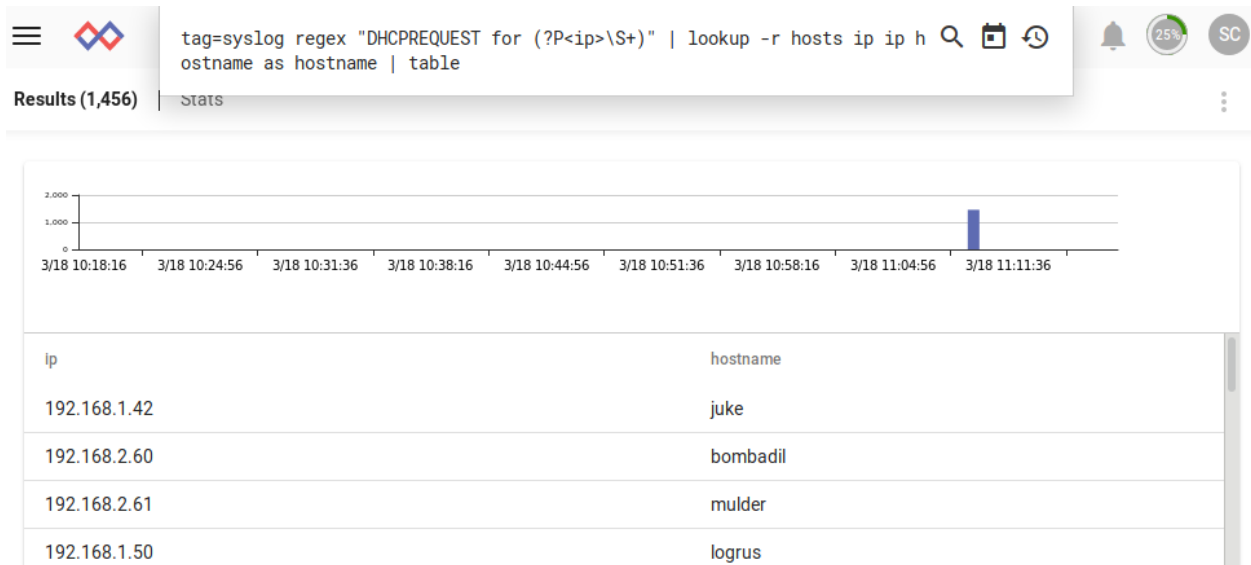 tag=syslog regex "DHCPREQUEST for (?P<ip>\S+)" | lookup -r hosts ip ip h
ostname as hostname | table
25%
SC
Results (1,456)
Stats
2,000
1,000
0
3/18 10:18:16
3/18 10:24:56
3/18 10:31:36
3/18 10:38:16
3/18 10:44:56
3/18 10:51:36
3/18 10:58:16
3/18 11:04:56
3/18 11:11:36
ip hostname
192.168.1.42 juke
192.168.2.60 bombadil
192.168.2.61 mulder
192.168.1.50 logrus